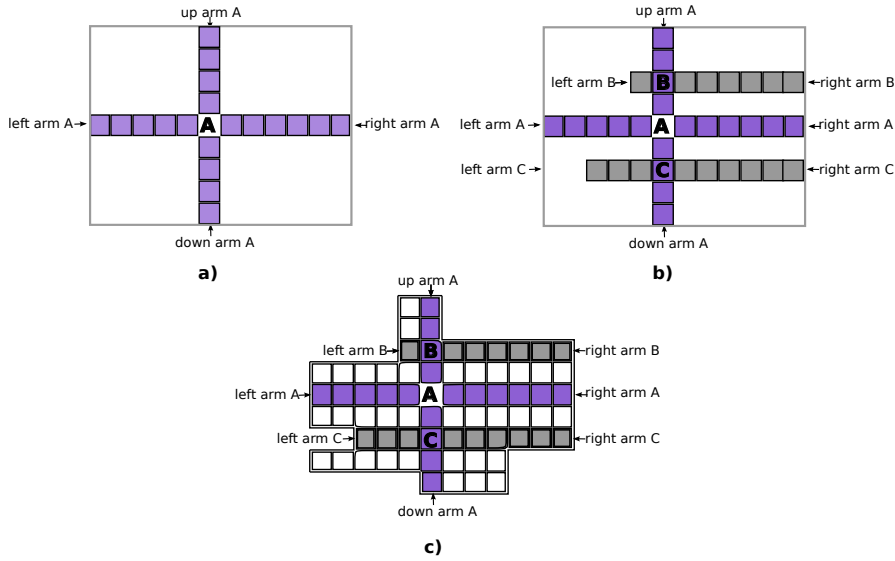 up arm A
left arm A
A
right arm A
down arm A
a)
up arm A
left arm B
B
right arm B
left arm A
A
right arm A
left arm C
C
right arm C
down arm A
b)
up arm A
left arm B
B
right arm B
left arm A
A
right arm A
left arm C
C
right arm C
down arm A
c)